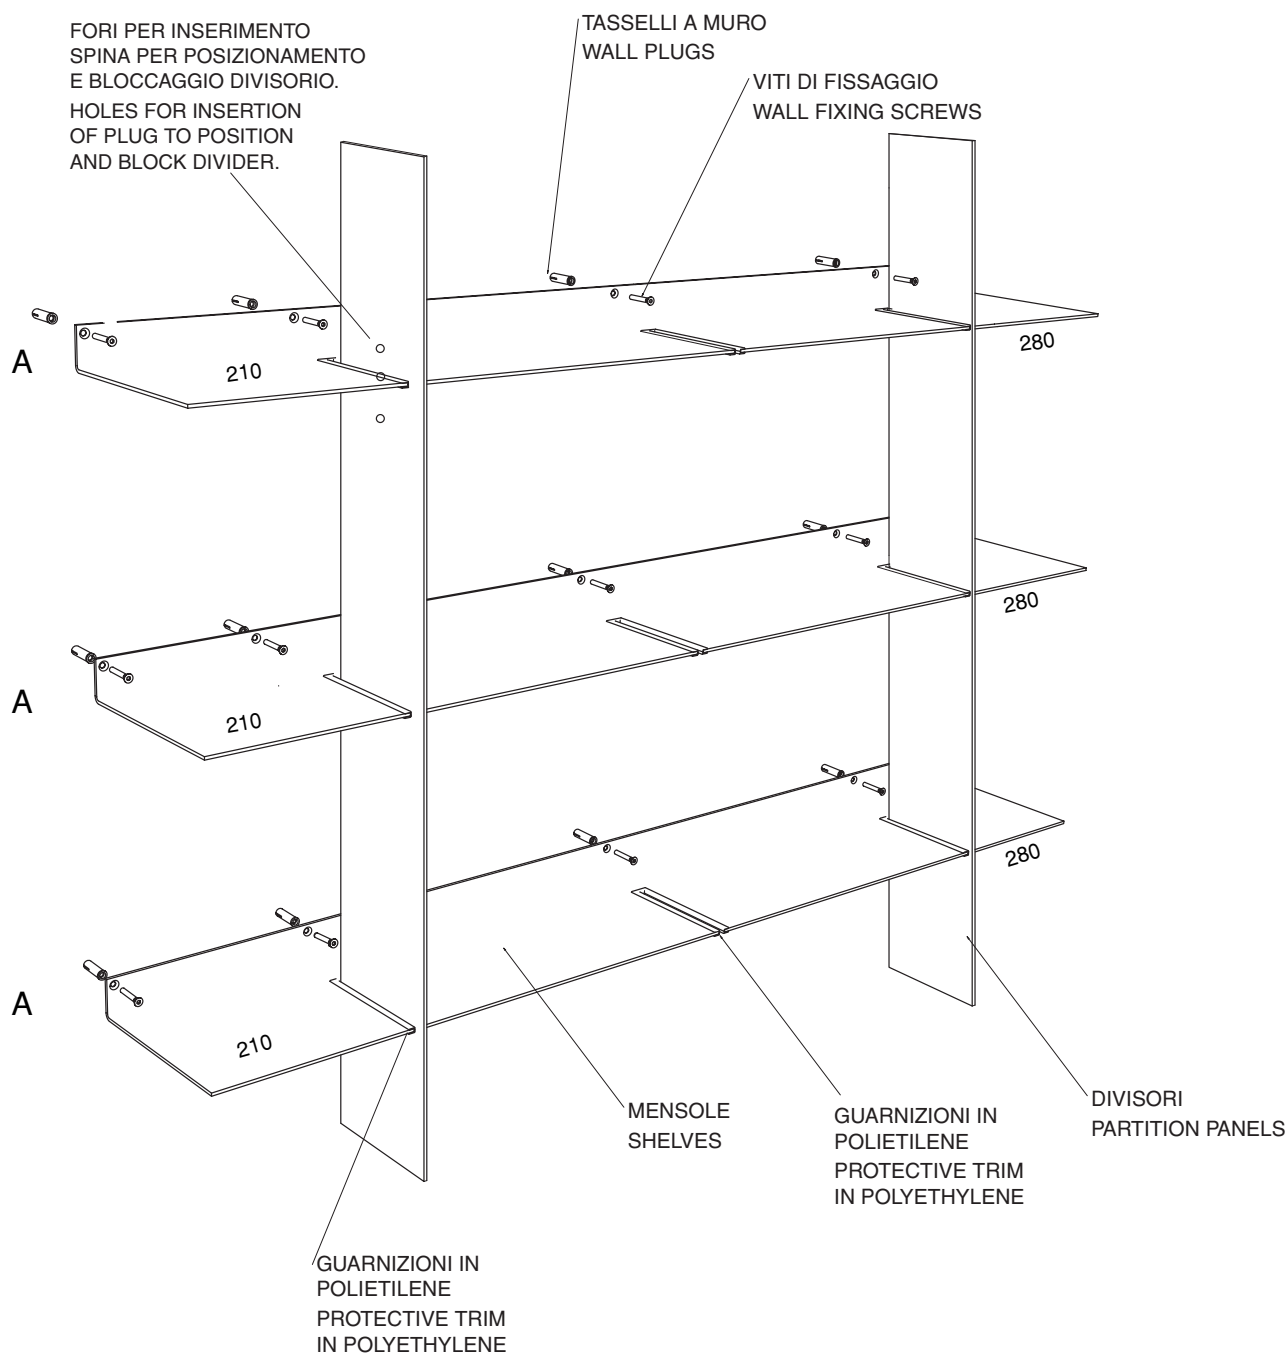 FORI PER INSERIMENTO
SPINA PER POSIZIONAMENTO
E BLOCCAGGIO DIVISORIO.
HOLES FOR INSERTION
OF PLUG TO POSITION
AND BLOCK DIVIDER.
TASSELLI A MURO
WALL PLUGS
VITI DI FISSAGGIO
WALL FIXING SCREWS
A
210
280
A
210
280
A
210
280
MENSOLE
SHELVES
GUARNIZIONI IN
POLIETILENE
PROTECTIVE TRIM
IN POLYETHYLENE
DIVISORI
PARTITION PANELS
GUARNIZIONI IN
POLIETILENE
PROTECTIVE TRIM
IN POLYETHYLENE